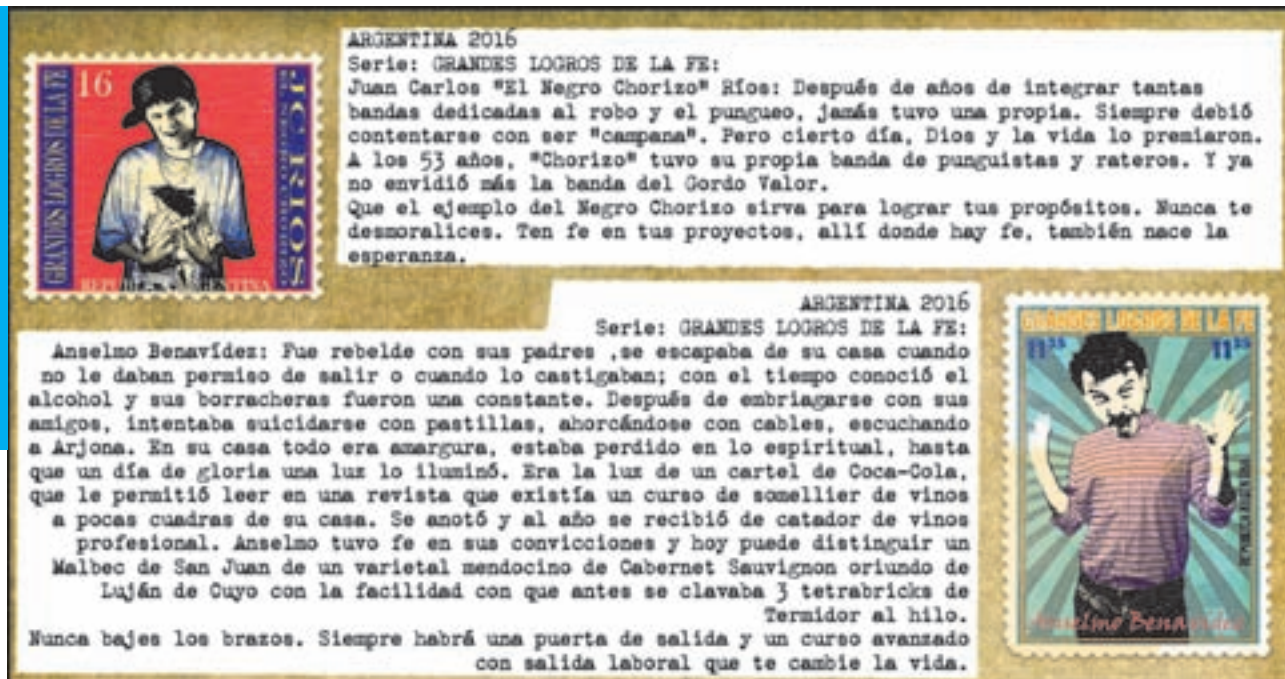 GRANDES LOGROS DE LA FE
16
JC RIOS
EL NEGRO CHORIZO
REPUBLICA ARGENTINA
ARGENTINA 2016
Serie: GRANDES LOGROS DE LA FE:
Juan Carlos "El Negro Chorizo" Ríos: Después de años de integrar tantas
bandas dedicadas al robo y el pungueo, jamás tuvo una propia. Siempre debió
contentarse con ser "campana". Pero cierto día, Dios y la vida lo premiaron.
A los 53 años, "Chorizo" tuvo su propia banda de punguistas y rateros. Y ya
no envidió más la banda del Gordo Valor.
Que el ejemplo del Negro Chorizo sirva para lograr tus propósitos. Nunca te
desmoralices. Ten fe en tus proyectos, allí donde hay fe, también nace la
esperanza.
ARGENTINA 2016
Serie: GRANDES LOGROS DE LA FE:
Anselmo Benavídez: Fue rebelde con sus padres ,se escapaba de su casa cuando
no le daban permiso de salir o cuando lo castigaban; con el tiempo conoció el
alcohol y sus borracheras fueron una constante. Después de embriagarse con sus
amigos, intentaba suicidarse con pastillas, ahorcándose con cables, escuchando
a Arjona. En su casa todo era amargura, estaba perdido en lo espiritual, hasta
que un día de gloria una luz lo iluminó. Era la luz de un cartel de Coca-Cola,
que le permitió leer en una revista que existía un curso de somellier de vinos
a pocas cuadras de su casa. Se anotó y al año se recibió de catador de vinos
profesional. Anselmo tuvo fe en sus convicciones y hoy puede distinguir un
Malbec de San Juan de un varietal mendocino de Cabernet Sauvignon oriundo de
Luján de Cuyo con la facilidad con que antes se clavaba 3 tetrabricks de
Termidor al hilo.
Nunca bajes los brazos. Siempre habrá una puerta de salida y un curso avanzado
con salida laboral que te cambie la vida.
GRANDES LOGROS DE LA FE
11⁵⁵
11⁵⁵
REPUBLICA ARGENTINA
Anselmo Benavidez